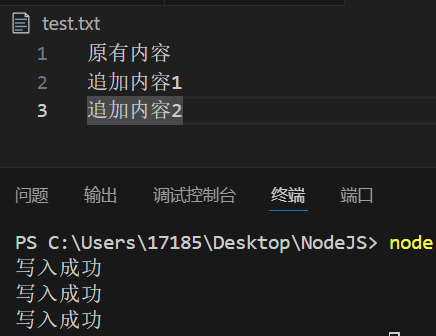 test.txt
1 原有内容
2 追加内容1
3 追加内容2
问题 输出 调试控制台 终端 端口
PS C:\Users\17185\Desktop\NodeJS> node
写入成功
写入成功
写入成功